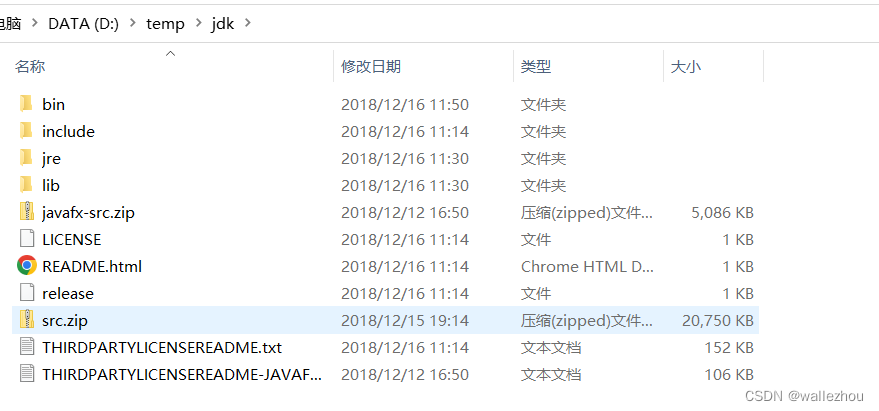 电脑 > DATA (D:) > temp > jdk >
名称 修改日期 类型 大小
bin 2018/12/16 11:50 文件夹
include 2018/12/16 11:14 文件夹
jre 2018/12/16 11:30 文件夹
lib 2018/12/16 11:30 文件夹
javafx-src.zip 2018/12/12 16:50 压缩(zipped)文件... 5,086 KB
LICENSE 2018/12/16 11:14 文件 1 KB
README.html 2018/12/16 11:14 Chrome HTML D... 1 KB
release 2018/12/16 11:14 文件 1 KB
src.zip 2018/12/15 19:14 压缩(zipped)文件... 20,750 KB
THIRDPARTYLICENSEREADME.txt 2018/12/16 11:14 文本文档 152 KB
THIRDPARTYLICENSEREADME-JAVAF... 2018/12/12 16:50 文本文档 106 KB
CSDN @wallezhou